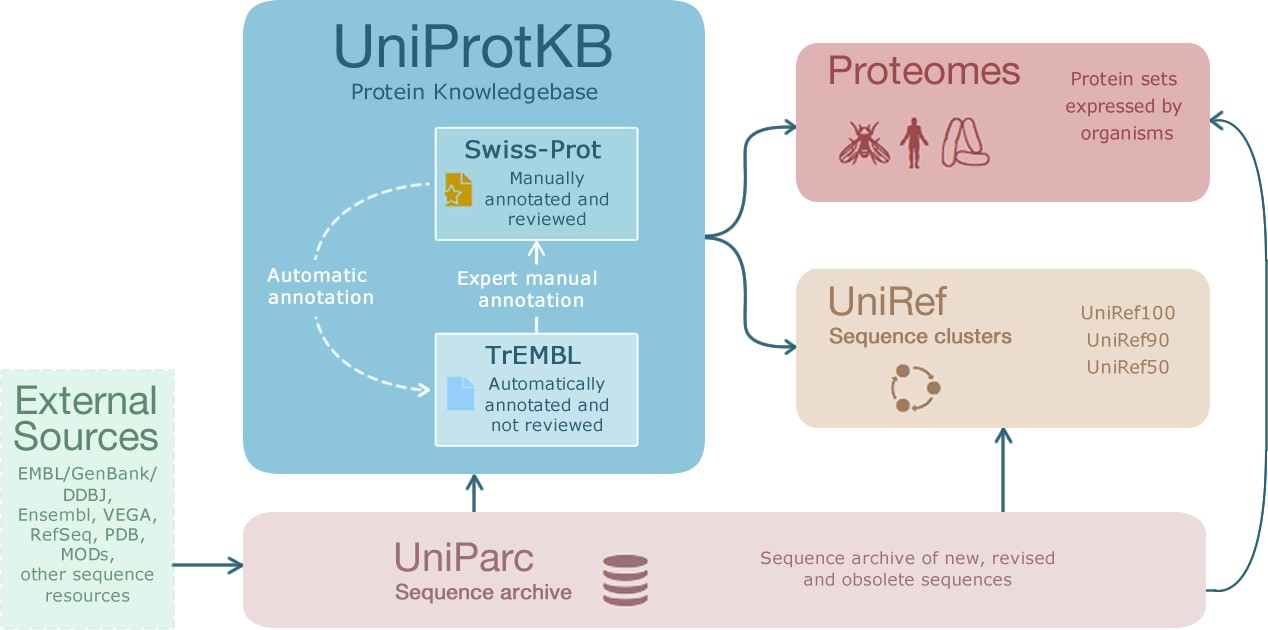 UniProtKB
Protein Knowledgebase
Swiss-Prot
Manually
annotated and
reviewed
Automatic
annotation
Expert manual
annotation
TrEMBL
Automatically
annotated and
not reviewed
Proteomes
Protein sets
expressed by
organisms
UniRef
Sequence clusters
UniRef100
UniRef90
UniRef50
External
Sources
EMBL/GenBank/
DDBJ,
Ensembl, VEGA,
RefSeq, PDB,
MODs,
other sequence
resources
UniParc
Sequence archive
Sequence archive of new, revised
and obsolete sequences